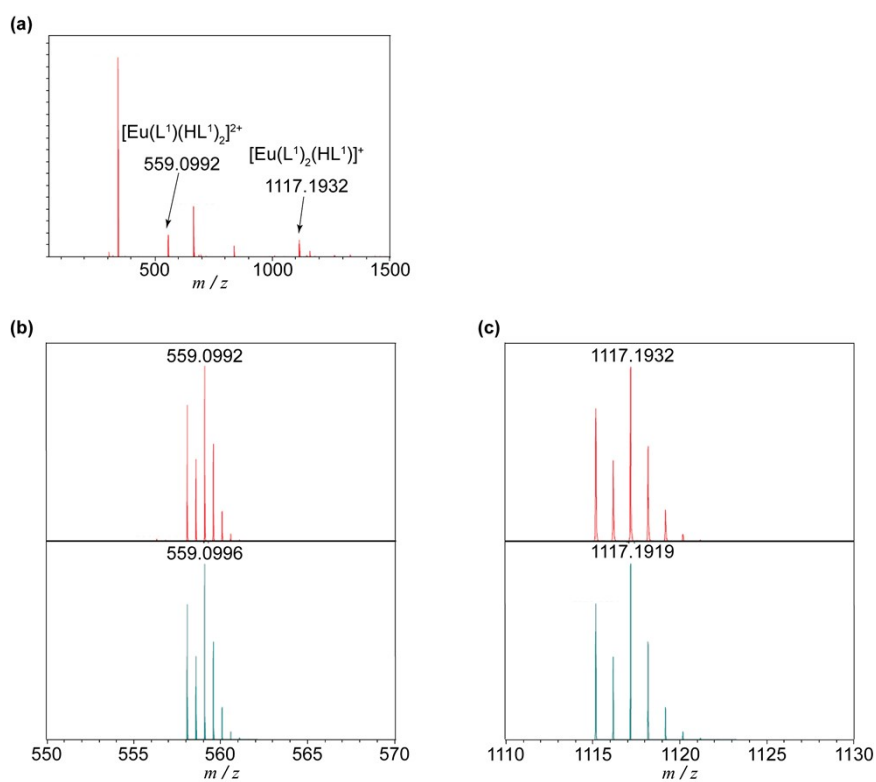 (a)
[Eu(L¹)(HL¹)₂]²⁺
559.0992
[Eu(L¹)₂(HL¹)]⁺
1117.1932
500 1000 1500
m / z
(b)
559.0992
559.0996
550 555 560 565 570
m / z
(c)
1117.1932
1117.1919
1110 1115 1120 1125 1130
m / z